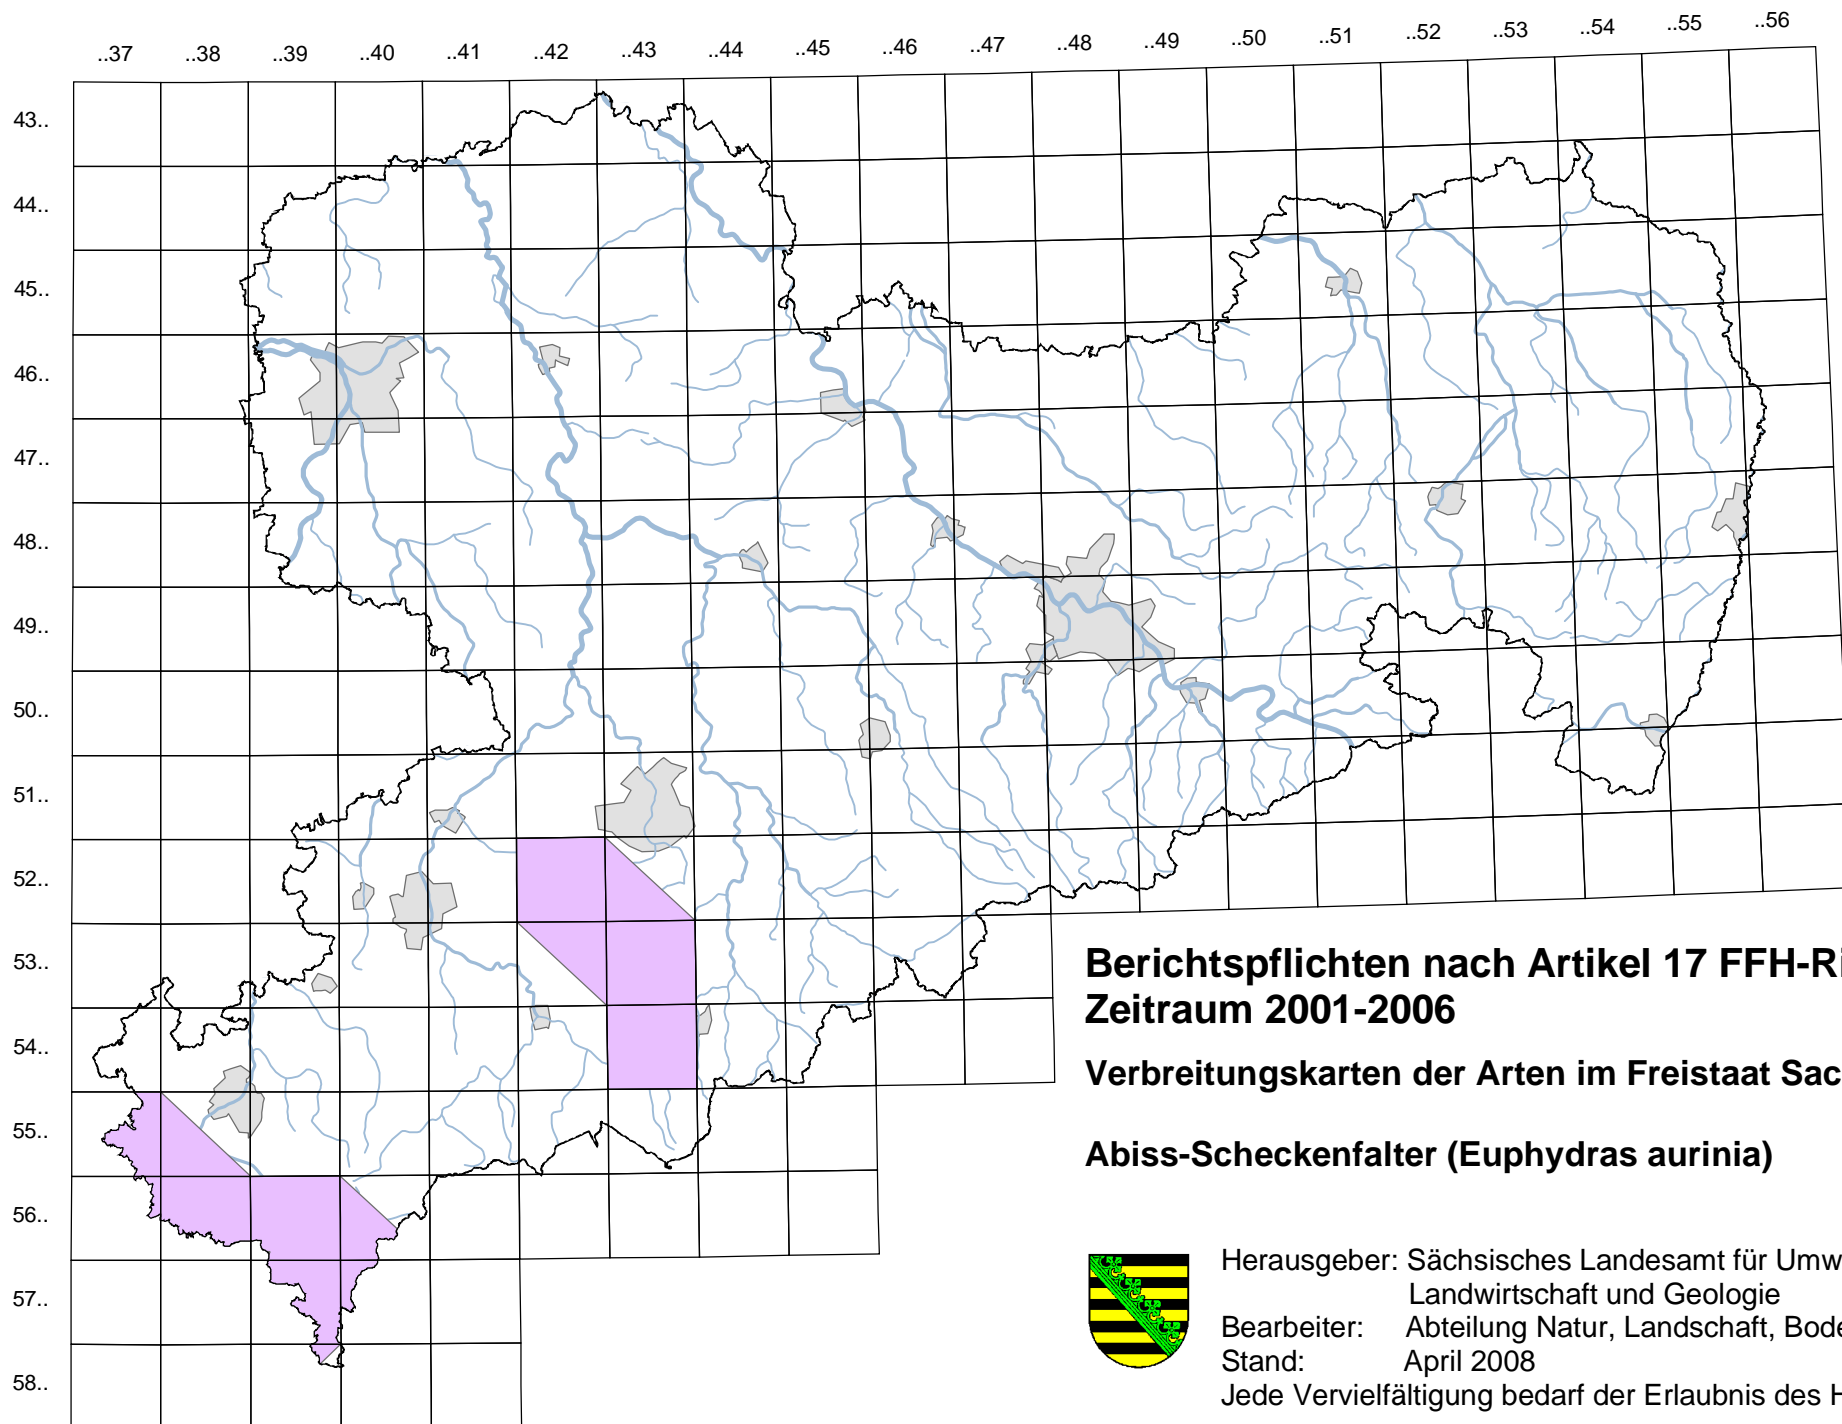 ..37 ..38 ..39 ..40 ..41 ..42 ..43 ..44 ..45 ..46 ..47 ..48 ..49 ..50 ..51 ..52 ..53 ..54 ..55 ..56
43..
44..
45..
46..
47..
48..
49..
50..
51..
52..
53..
54..
55..
56..
57..
58..
Berichtspflichten nach Artikel 17 FFH-Ri
Zeitraum 2001-2006
Verbreitungskarten der Arten im Freistaat Sac
Abiss-Scheckenfalter (Euphydras aurinia)
Herausgeber: Sächsisches Landesamt für Umw
Landwirtschaft und Geologie
Bearbeiter: Abteilung Natur, Landschaft, Bode
Stand: April 2008
Jede Vervielfältigung bedarf der Erlaubnis des H